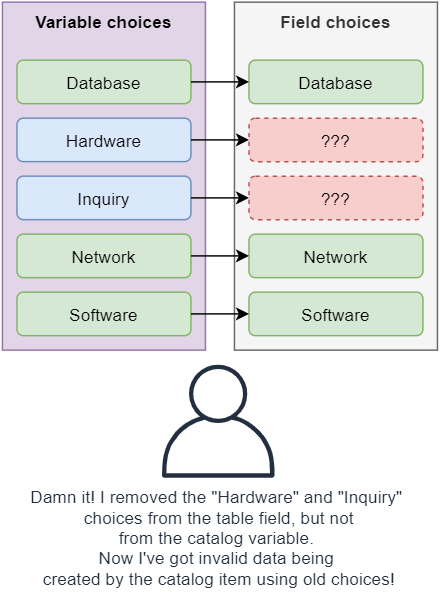 Variable choices
Field choices
Database
Database
Hardware
???
Inquiry
???
Network
Network
Software
Software
Damn it! I removed the "Hardware" and "Inquiry"
choices from the table field, but not
from the catalog variable.
Now I've got invalid data being
created by the catalog item using old choices!